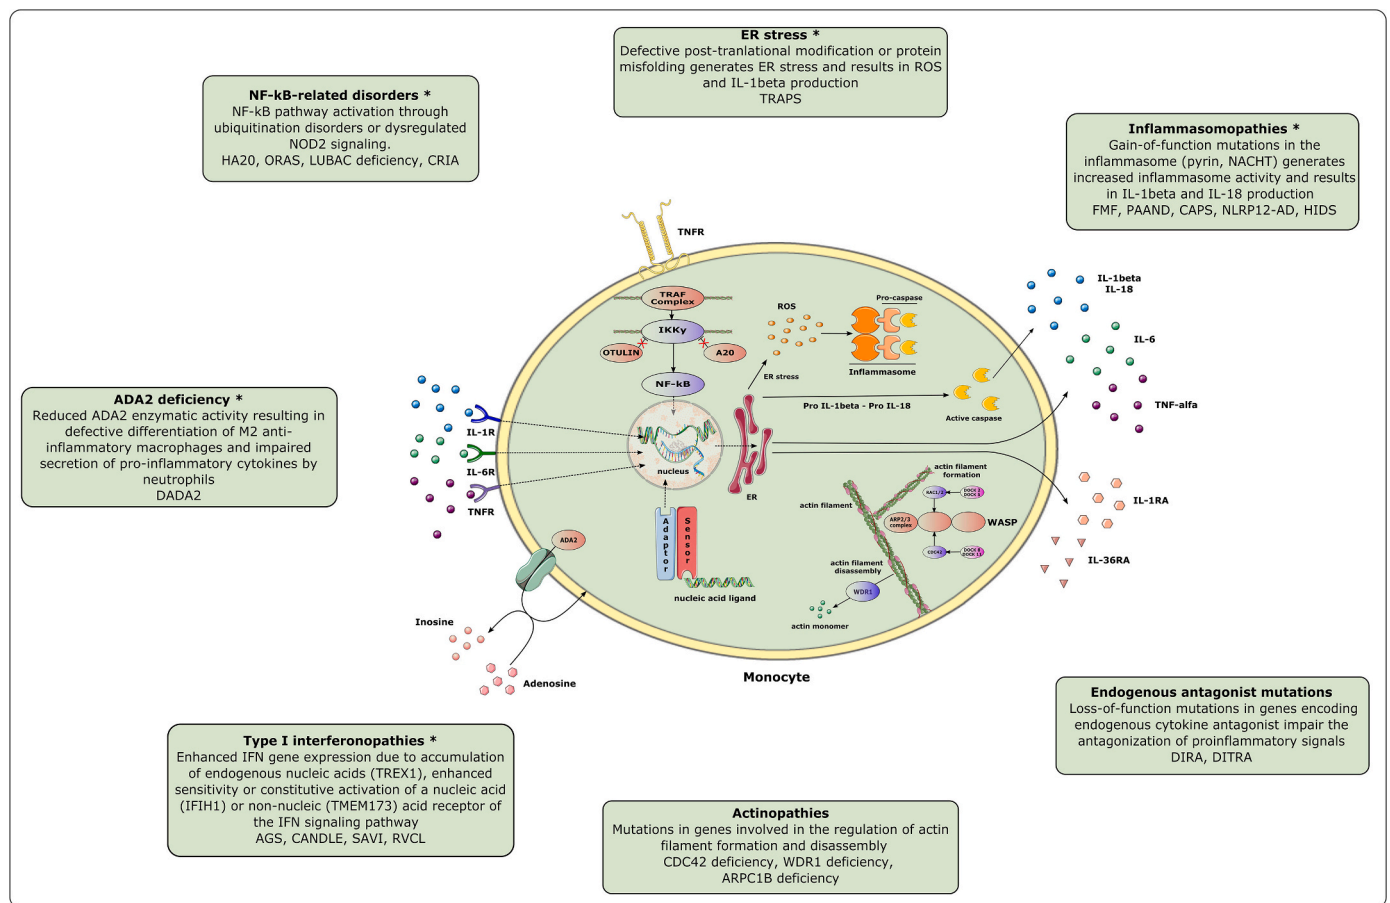 ER stress *
Defective post-tranlational modification or protein
misfolding generates ER stress and results in ROS
and IL-1beta production
TRAPS
NF-kB-related disorders *
NF-kB pathway activation through
ubiquitination disorders or dysregulated
NOD2 signaling.
HA20, ORAS, LUBAC deficiency, CRIA
Inflammasomopathies *
Gain-of-function mutations in the
inflammasome (pyrin, NACHT) generates
increased inflammasome activity and results
in IL-1beta and IL-18 production
FMF, PAAND, CAPS, NLRP12-AD, HIDS
TNFR
TRAF
Complex
IKKy
OTULIN
A20
NF-kB
nucleus
ROS
ER stress
Pro-caspase
Inflammasome
Pro IL-1beta - Pro IL-18
Active caspase
ER
IL-1beta
IL-18
IL-6
TNF-alfa
IL-1RA
IL-36RA
ADA2 deficiency *
Reduced ADA2 enzymatic activity resulting in
defective differentiation of M2 anti-
inflammatory macrophages and impaired
secretion of pro-inflammatory cytokines by
neutrophils
DADA2
IL-1R
IL-6R
TNFR
ADA2
Inosine
Adenosine
Adaptor
Sensor
nucleic acid ligand
actin filament
formation
actin filament
RAC1/2
DOCK 2
ARP2/3
complex
WASP
CDC42
DOCK 8
DOCK 11
actin filament
disassembly
WDR1
actin monomer
Monocyte
Endogenous antagonist mutations
Loss-of-function mutations in genes encoding
endogenous cytokine antagonist impair the
antagonization of proinflammatory signals
DIRA, DITRA
Type I interferonopathies *
Enhanced IFN gene expression due to accumulation
of endogenous nucleic acids (TREX1), enhanced
sensitivity or constitutive activation of a nucleic acid
(IFIH1) or non-nucleic (TMEM173) acid receptor of
the IFN signaling pathway
AGS, CANDLE, SAVI, RVCL
Actinopathies
Mutations in genes involved in the regulation of actin
filament formation and disassembly
CDC42 deficiency, WDR1 deficiency,
ARPC1B deficiency